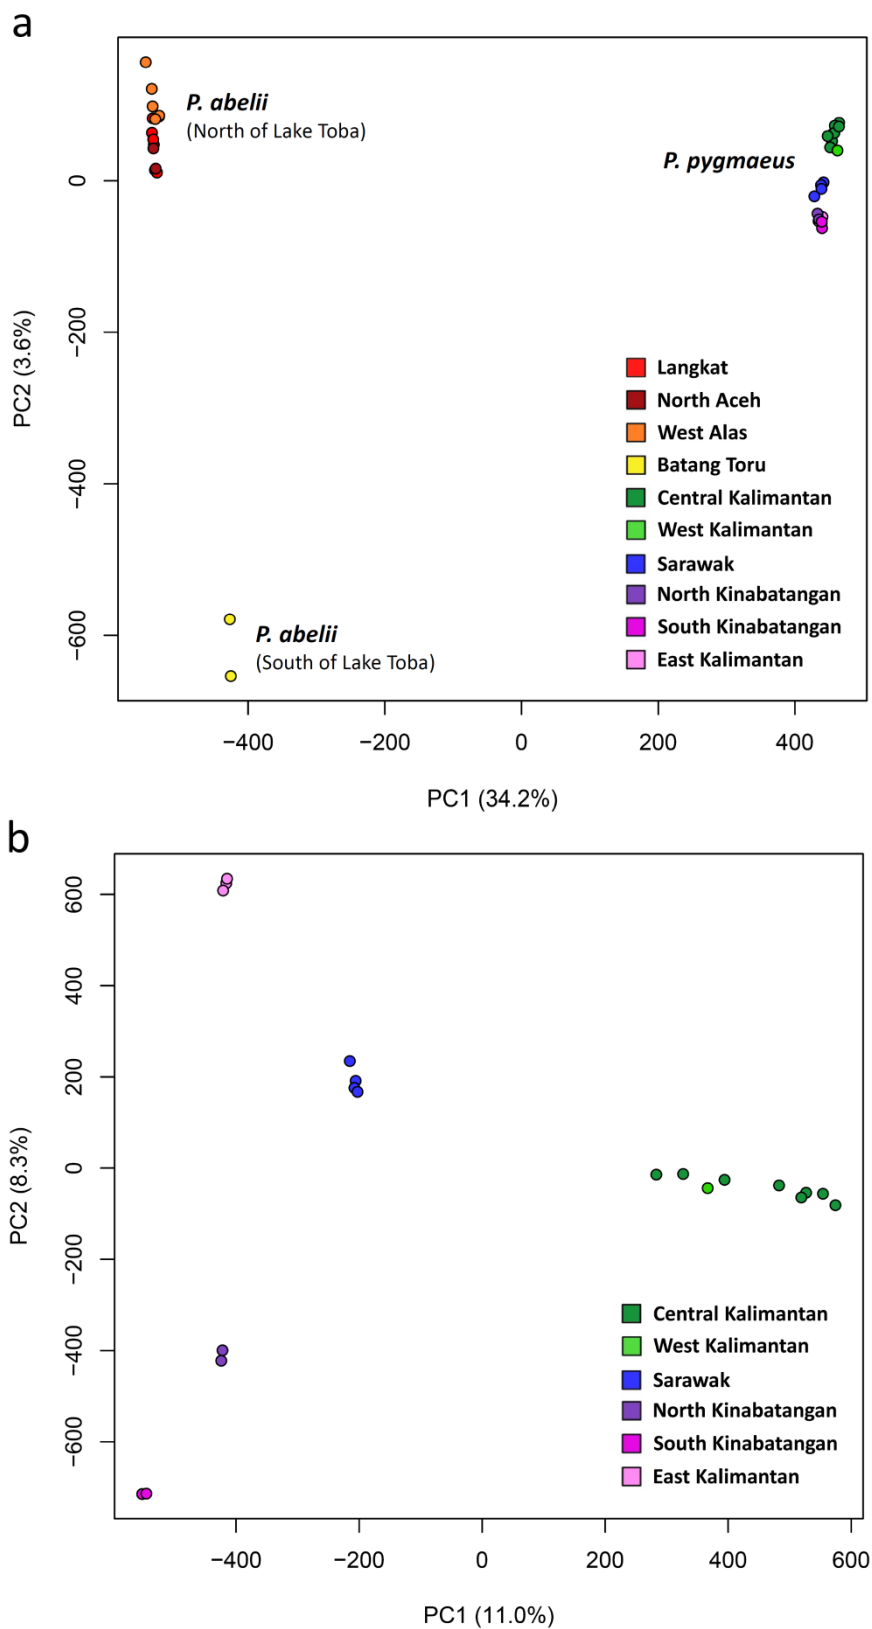 a
P. abelii
(North of Lake Toba)
P. pygmaeus
0
−200
−400
−600
PC2 (3.6%)
Langkat
North Aceh
West Alas
Batang Toru
Central Kalimantan
West Kalimantan
Sarawak
North Kinabatangan
South Kinabatangan
East Kalimantan
P. abelii
(South of Lake Toba)
−400 −200 0 200 400
PC1 (34.2%)
b
600
400
200
0
−200
−400
−600
PC2 (8.3%)
Central Kalimantan
West Kalimantan
Sarawak
North Kinabatangan
South Kinabatangan
East Kalimantan
−400 −200 0 200 400 600
PC1 (11.0%)